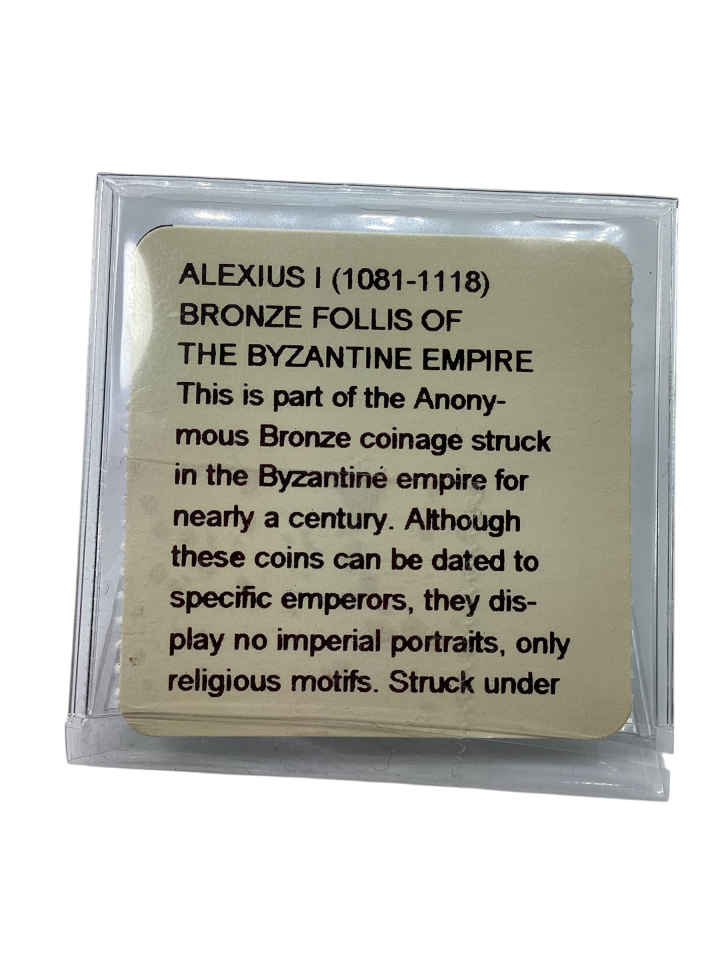 ALEXIUS I (1081-1118)
BRONZE FOLLIS OF
THE BYZANTINE EMPIRE
This is part of the Anony-
mous Bronze coinage struck
in the Byzantine empire for
nearly a century. Although
these coins can be dated to
specific emperors, they dis-
play no imperial portraits, only
religious motifs. Struck under